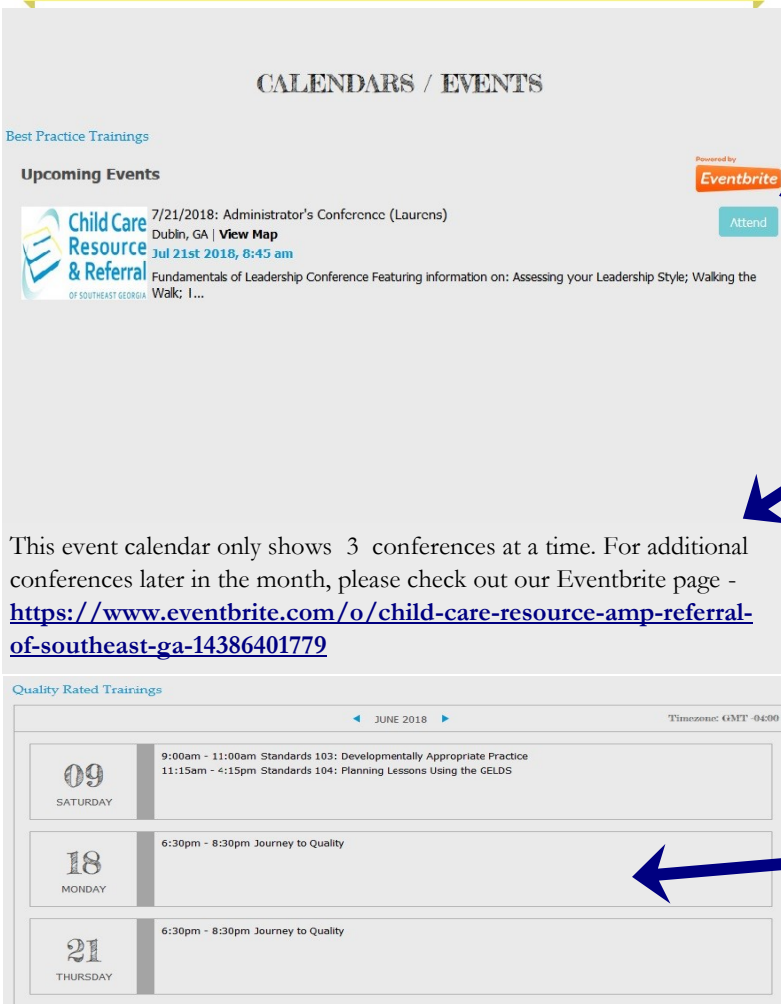 CALENDARS / EVENTS
Best Practice Trainings
Upcoming Events
Powered by
Eventbrite
Child Care
Resource
& Referral
OF SOUTHEAST GEORGIA
7/21/2018: Administrator's Conference (Laurens)
Dublin, GA | View Map
Jul 21st 2018, 8:45 am
Fundamentals of Leadership Conference Featuring information on: Assessing your Leadership Style; Walking the
Walk; I...
Attend
This event calendar only shows 3 conferences at a time. For additional
conferences later in the month, please check out our Eventbrite page -
https://www.eventbrite.com/o/child-care-resource-amp-referral-
of-southeast-ga-14386401779
Quality Rated Trainings
JUNE 2018
Timezone: GMT -04:00
09
SATURDAY
9:00am - 11:00am Standards 103: Developmentally Appropriate Practice
11:15am - 4:15pm Standards 104: Planning Lessons Using the GELDS
18
MONDAY
6:30pm - 8:30pm Journey to Quality
21
THURSDAY
6:30pm - 8:30pm Journey to Quality